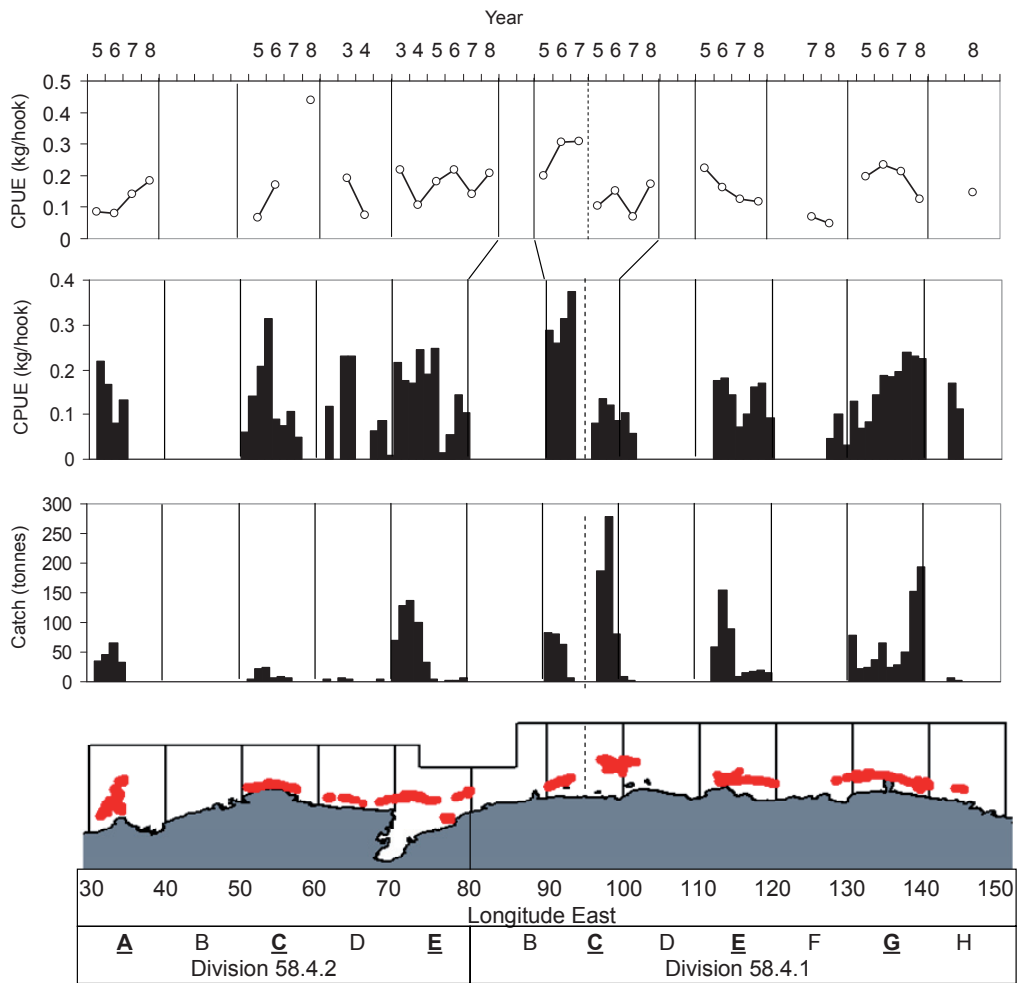 Year
5 6 7 8 5 6 7 8 3 4 3 4 5 6 7 8 5 6 7 5 6 7 8 5 6 7 8 7 8 5 6 7 8 8
CPUE (kg/hook)
0.5
0.4
0.3
0.2
0.1
0
CPUE (kg/hook)
0.4
0.3
0.2
0.1
0
Catch (tonnes)
300
250
200
150
100
50
0
30 40 50 60 70 80 90 100 110 120 130 140 150
Longitude East
A B C D E B C D E F G H
Division 58.4.2 Division 58.4.1